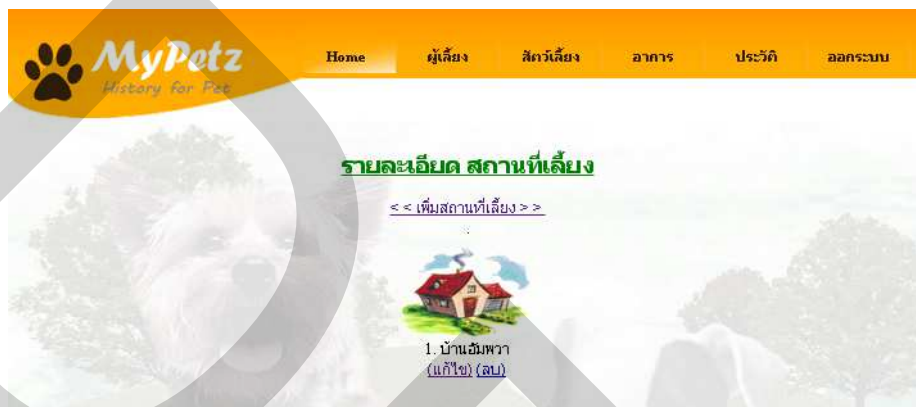 MyPetz
History for Pet
Home ผู้เลี้ยง สัตว์เลี้ยง อาการ ประวัติ ออกระบบ
รายละเอียด สถานที่เลี้ยง
< < เพิ่มสถานที่เลี้ยง > >
1. บ้านอัมพวา
(แก้ไข) (ลบ)